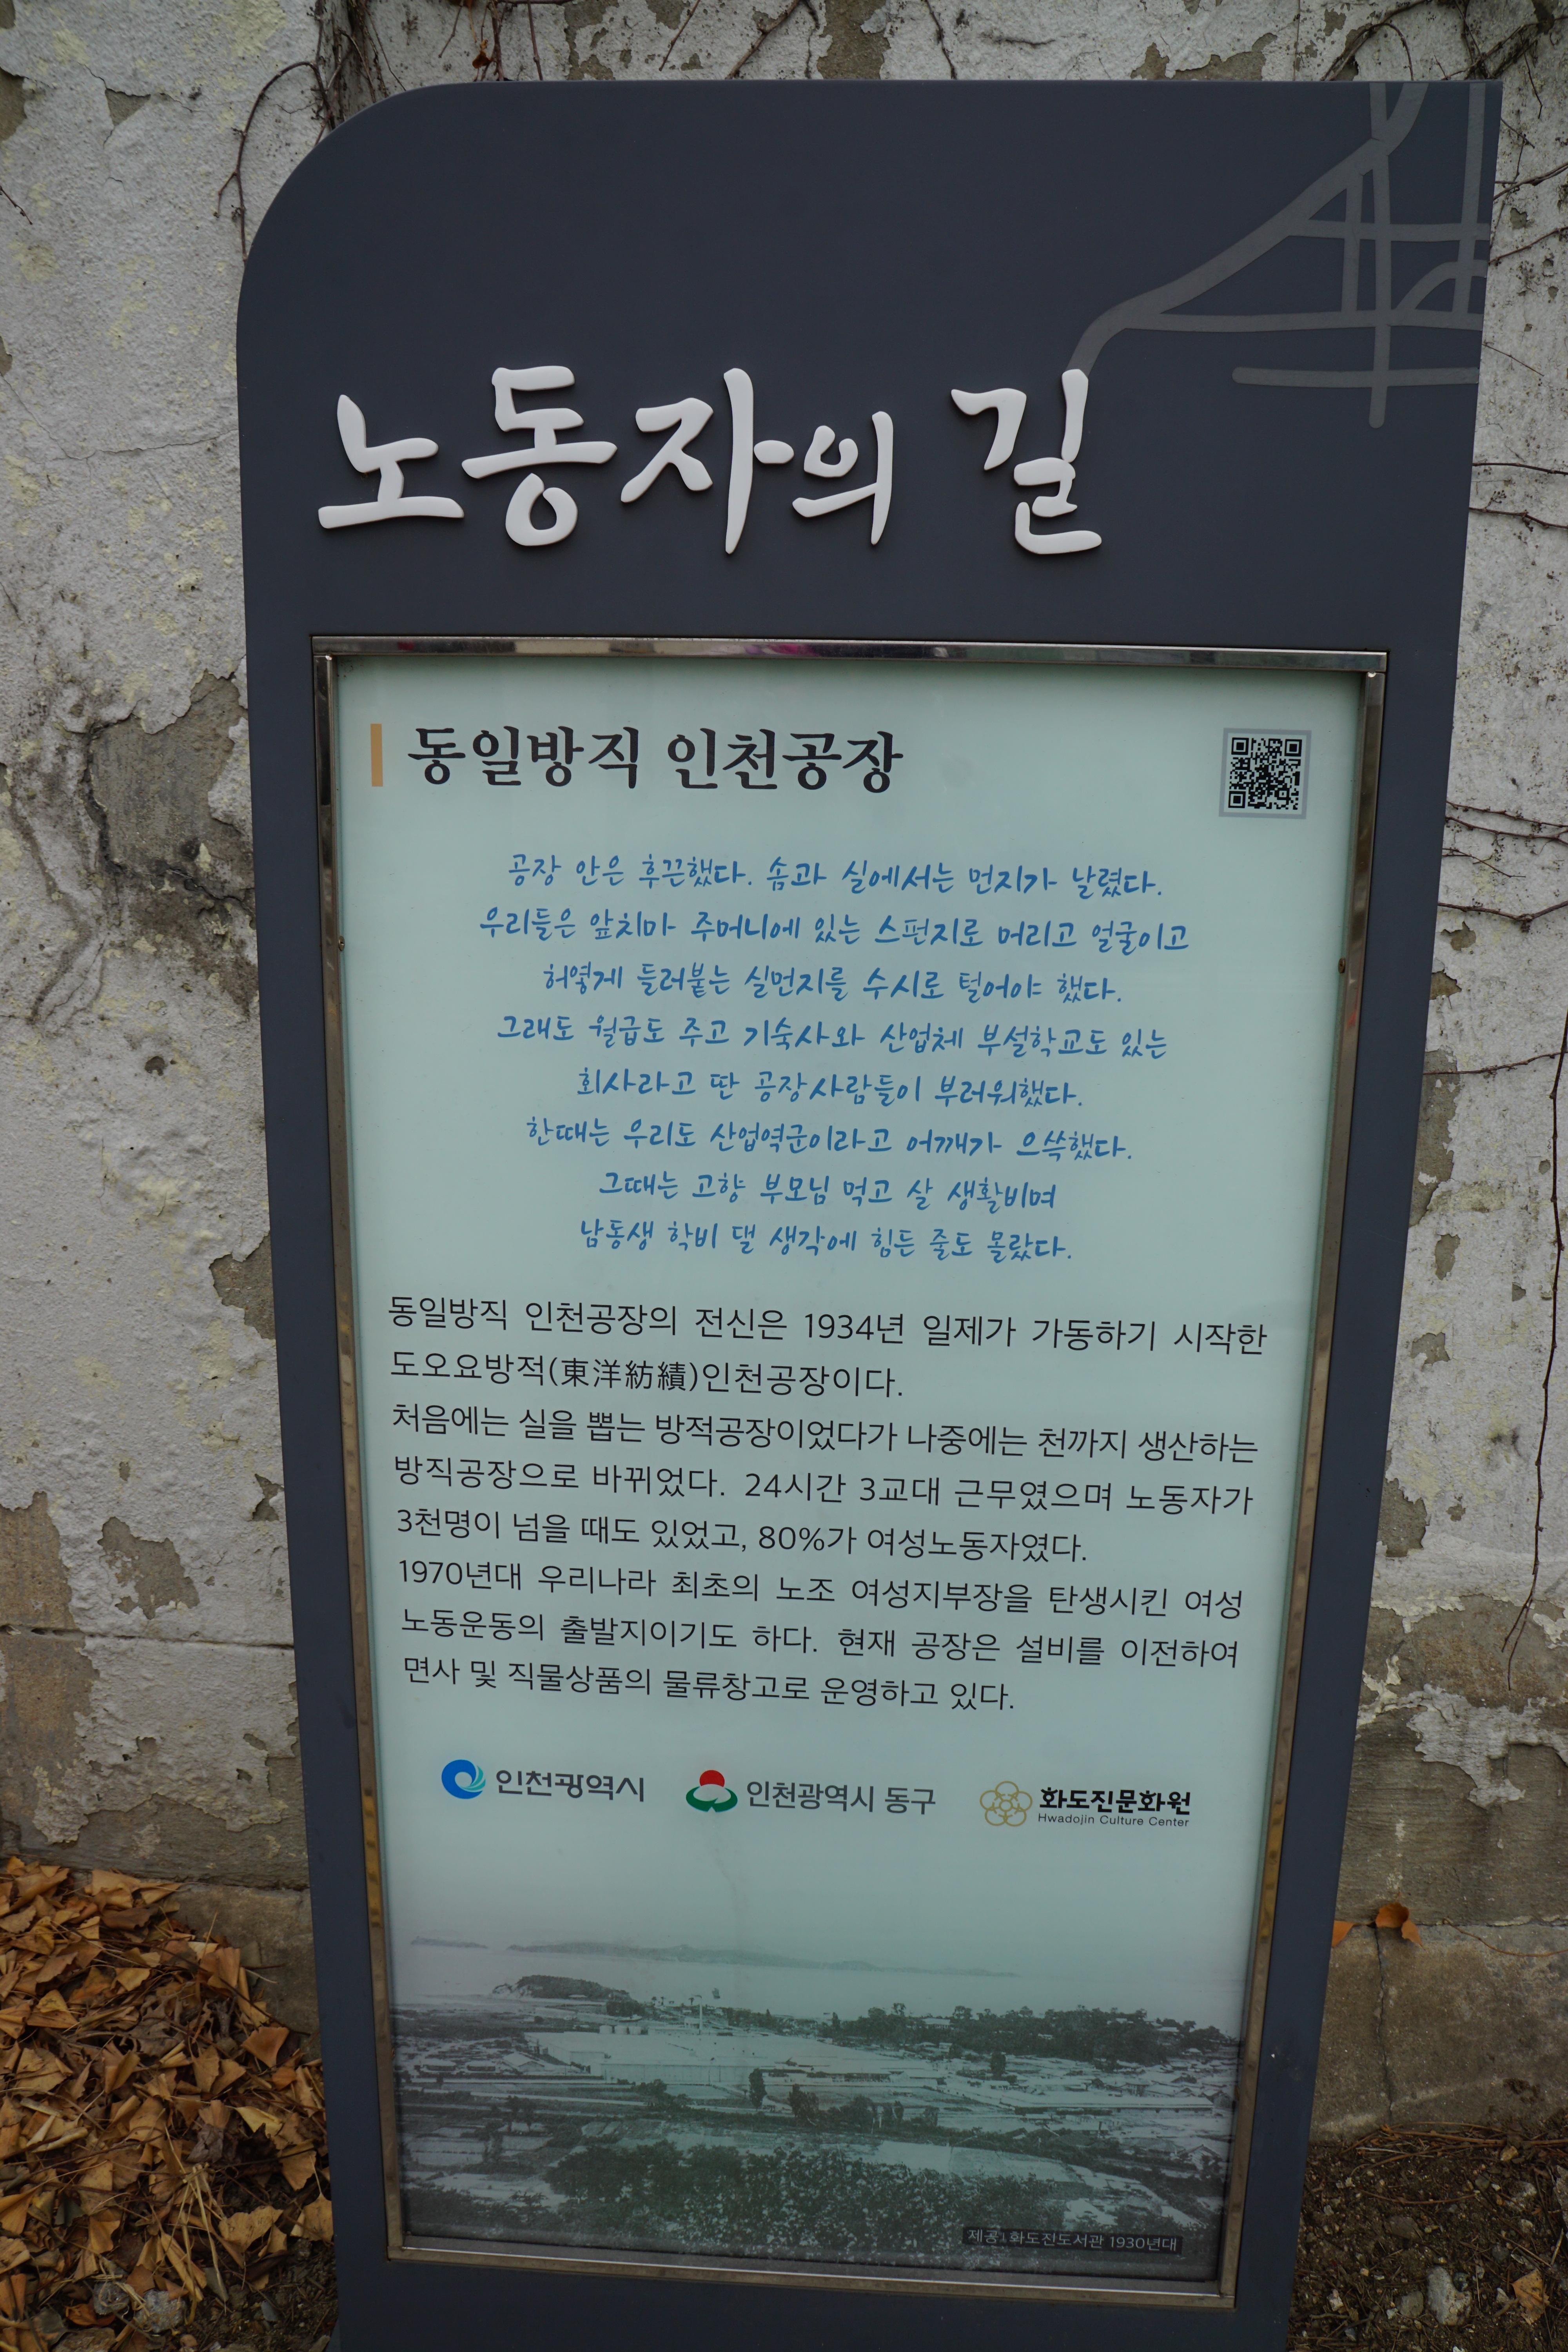 노동자의 길
동일방직 인천공장
공장 안은 후끈했다. 솜과 실에서는 먼지가 날렸다.
우리들은 앞치마 주머니에 있는 스펀지로 머리고 얼굴이고
허옇게 들러붙는 실먼지를 수시로 털어야 했다.
그래도 월급도 주고 기숙사와 산업체 부설학교도 있는
회사라고 딴 공장사람들이 부러워했다.
한때는 우리도 산업역군이라고 어깨가 으쓱했다.
그때는 고향 부모님 먹고 살 생활비며
남동생 학비 댈 생각에 힘든 줄도 몰랐다.
동일방직 인천공장의 전신은 1934년 일제가 가동하기 시작한
도오요방적(東洋紡績)인천공장이다.
처음에는 실을 뽑는 방적공장이었다가 나중에는 천까지 생산하는
방직공장으로 바뀌었다. 24시간 3교대 근무였으며 노동자가
3천명이 넘을 때도 있었고, 80%가 여성노동자였다.
1970년대 우리나라 최초의 노조 여성지부장을 탄생시킨 여성
노동운동의 출발지이기도 하다. 현재 공장은 설비를 이전하여
면사 및 직물상품의 물류창고로 운영하고 있다.
인천광역시 인천광역시 동구 화도진문화원
Hwadojin Culture Center
제공 | 화도진도서관 1930년대